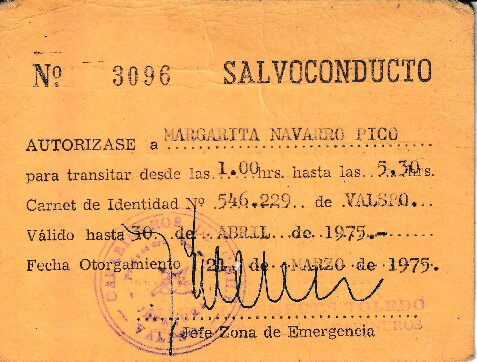 Nº 3096 SALVOCONDUCTO
AUTORIZASE a MARGARITA NAVARRO PICO
para transitar desde las 1.00 hrs. hasta las 5.30 hrs.
Carnet de Identidad Nº 546.229 de VALSPO.
Válido hasta 30 de ABRIL de 1975.-
Fecha Otorgamiento 21 de MARZO de 1975.
Jefe Zona de Emergencia